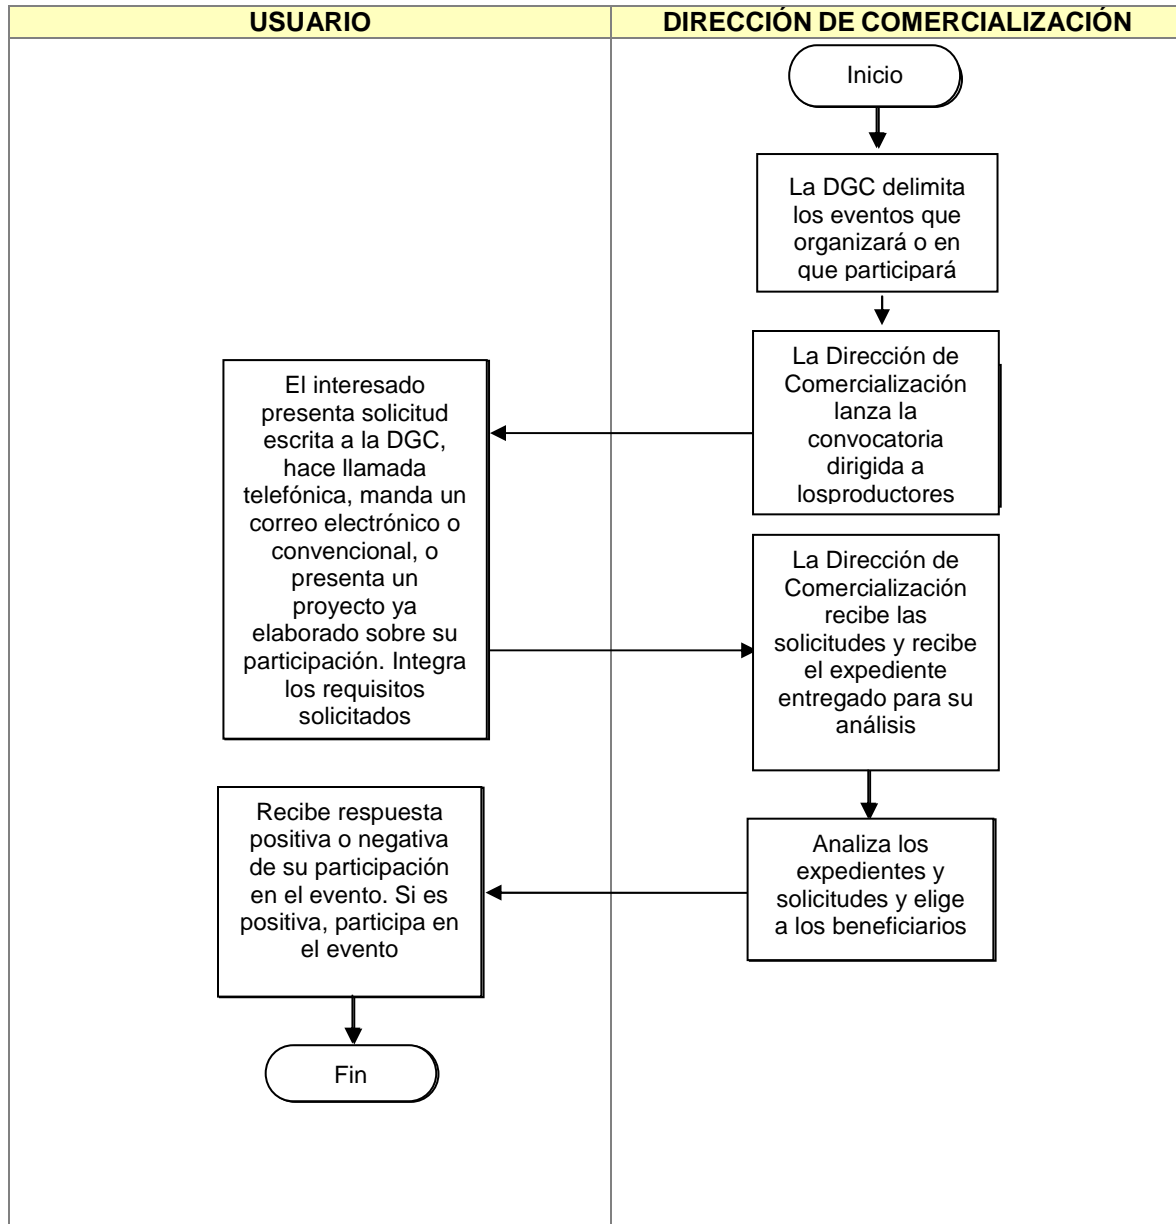 USUARIO
DIRECCIÓN DE COMERCIALIZACIÓN
Inicio
La DGC delimita
los eventos que
organizará o en
que participará
La Dirección de
Comercialización
lanza la
convocatoria
dirigida a
losproductores
El interesado
presenta solicitud
escrita a la DGC,
hace llamada
telefónica, manda un
correo electrónico o
convencional, o
presenta un
proyecto ya
elaborado sobre su
participación. Integra
los requisitos
solicitados
La Dirección de
Comercialización
recibe las
solicitudes y recibe
el expediente
entregado para su
análisis
Analiza los
expedientes y
solicitudes y elige
a los beneficiarios
Recibe respuesta
positiva o negativa
de su participación
en el evento. Si es
positiva, participa en
el evento
Fin